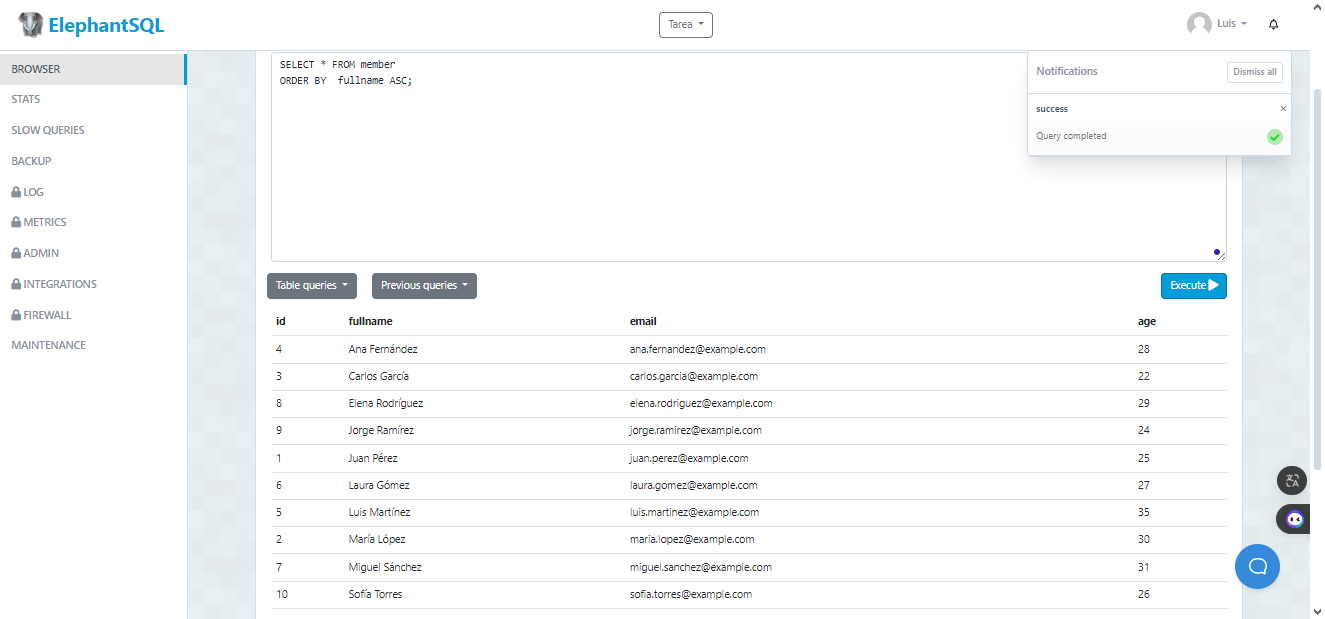 ElephantSQL
Tarea
Luis
BROWSER
STATS
SLOW QUERIES
BACKUP
LOG
METRICS
ADMIN
INTEGRATIONS
FIREWALL
MAINTENANCE
SELECT * FROM member
ORDER BY  fullname ASC;
Notifications
Dismiss all
success ×
Query completed
Table queries
Previous queries
Execute
id fullname email age
4 Ana Fernández ana.fernandez@example.com 28
3 Carlos García carlos.garcia@example.com 22
8 Elena Rodríguez elena.rodriguez@example.com 29
9 Jorge Ramírez jorge.ramirez@example.com 24
1 Juan Pérez juan.perez@example.com 25
6 Laura Gómez laura.gomez@example.com 27
5 Luis Martínez luis.martinez@example.com 35
2 María López maria.lopez@example.com 30
7 Miguel Sánchez miguel.sanchez@example.com 31
10 Sofía Torres sofia.torres@example.com 26